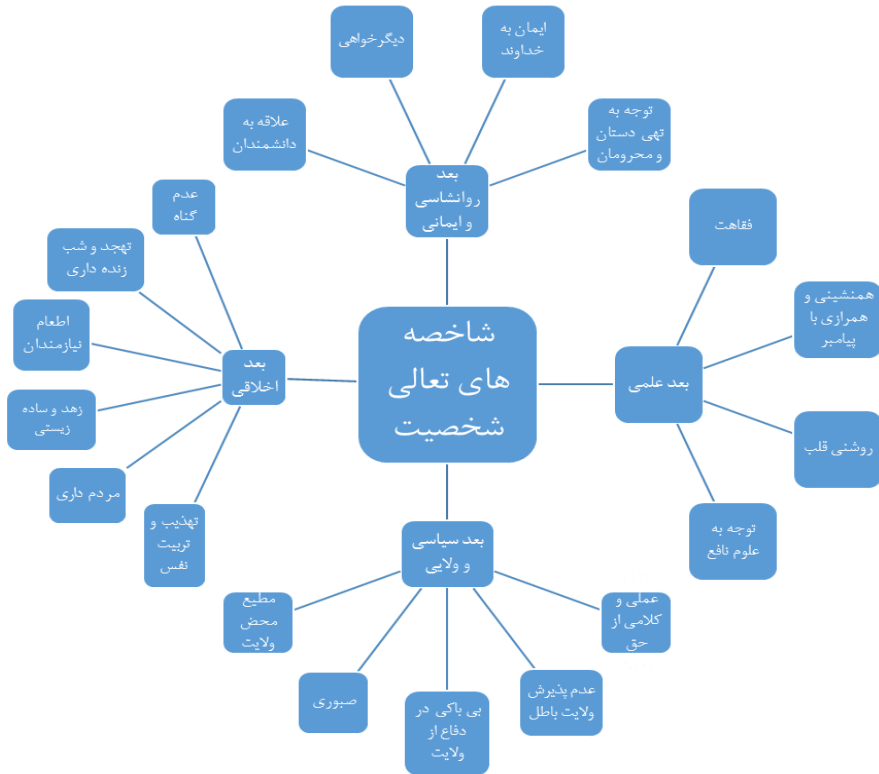 شاخصه
های تعالی
شخصیت
بعد
روانشاسی
و ایمانی
ایمان به
خداوند
دیگرخواهی
علاقه به
دانشمندان
توجه به
تهی دستان
و محرومان
بعد علمی
فقاهت
همنشینی و
همرازی با
پیامبر
روشنی قلب
توجه به
علوم نافع
بعد سیاسی
و ولایی
عملی و
کلامی از
حق
عدم پذیرش
ولایت باطل
بی باکی در
دفاع از
ولایت
صبوری
مطیع
محض
ولایت
بعد
اخلاقی
عدم
گناه
تهجد و شب
زنده داری
اطعام
نیازمندان
زهد و ساده
زیستی
مردم داری
تهذیب و
تربیت
نفس